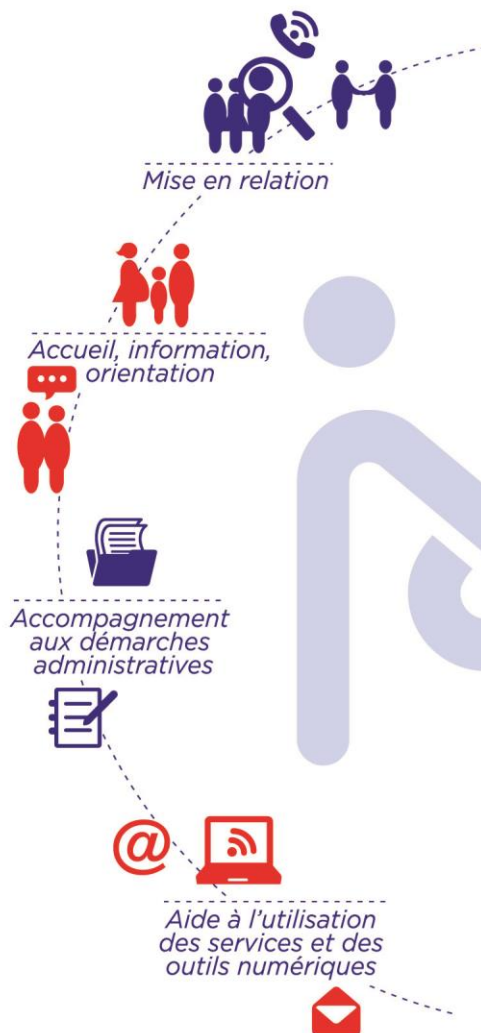 Mise en relation
Accueil, information,
orientation
Accompagnement
aux démarches
administratives
@
Aide à l'utilisation
des services et des
outils numériques